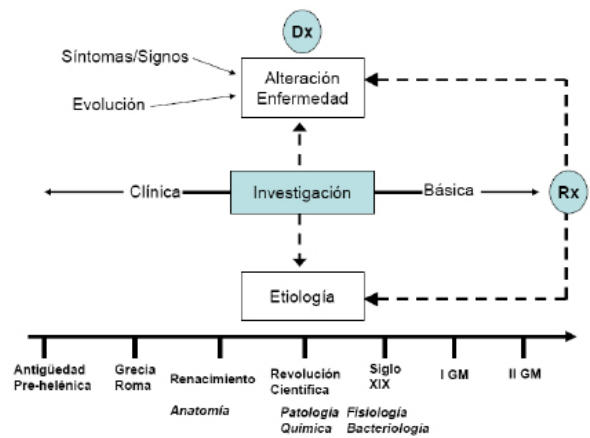 Dx
Síntomas/Signos
Alteración
Enfermedad
Evolución
Clínica
Investigación
Básica
Rx
Etiología
Antigüedad
Pre-helénica
Grecia
Roma
Renacimiento
Anatomía
Revolución
Científica
Patología
Química
Siglo
XIX
Fisiología
Bacteriología
I GM
II GM